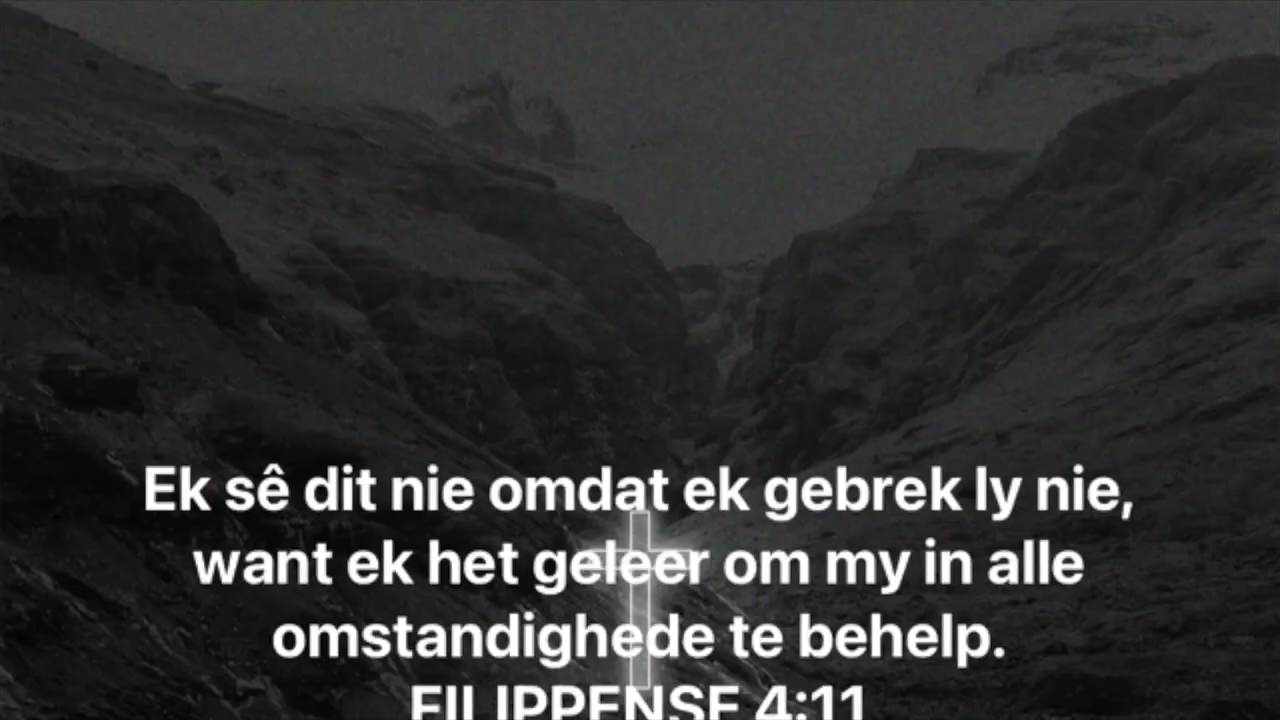 Ek sê dit nie omdat ek gebrek ly nie,
want ek het geleer om my in alle
omstandighede te behelp.
FILIPPENSE 4:11